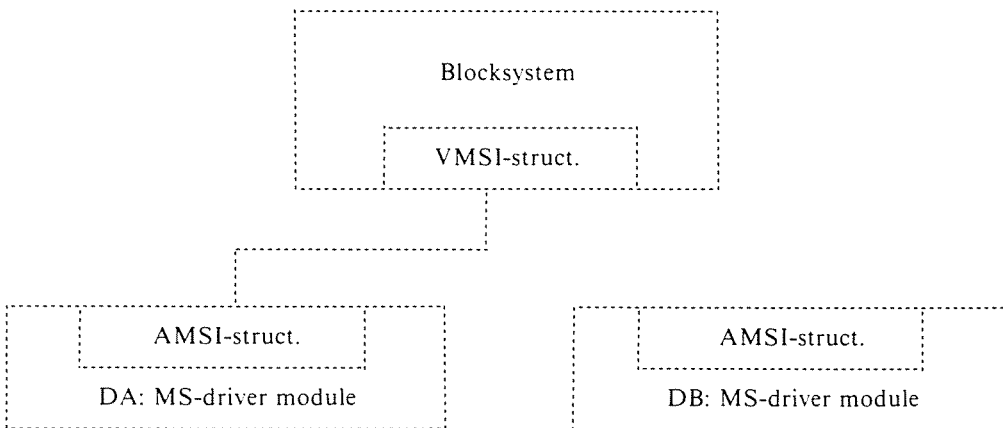 Blocksystem
VMSI-struct.
AMSI-struct.
AMSI-struct.
DA: MS-driver module
DB: MS-driver module